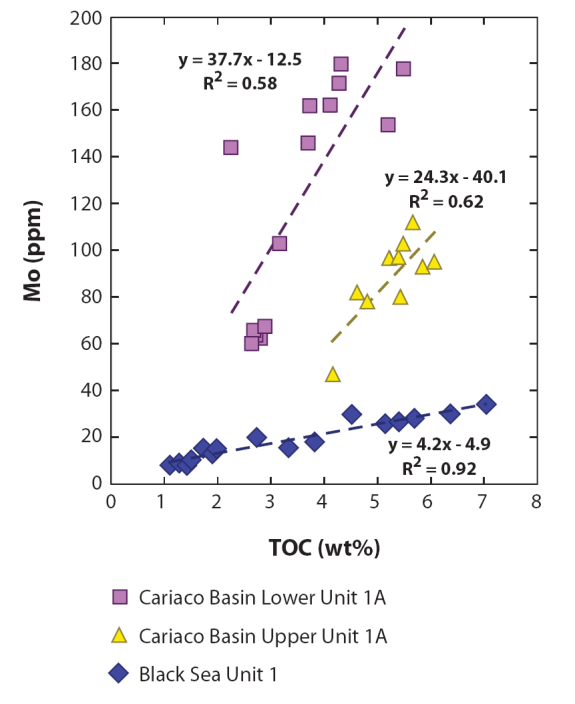 200
180
160
140
120
100
80
60
40
20
0
Mo (ppm)
y = 37.7x - 12.5
R² = 0.58
y = 24.3x - 40.1
R² = 0.62
y = 4.2x - 4.9
R² = 0.92
0 1 2 3 4 5 6 7 8
TOC (wt%)
Cariaco Basin Lower Unit 1A
Cariaco Basin Upper Unit 1A
Black Sea Unit 1